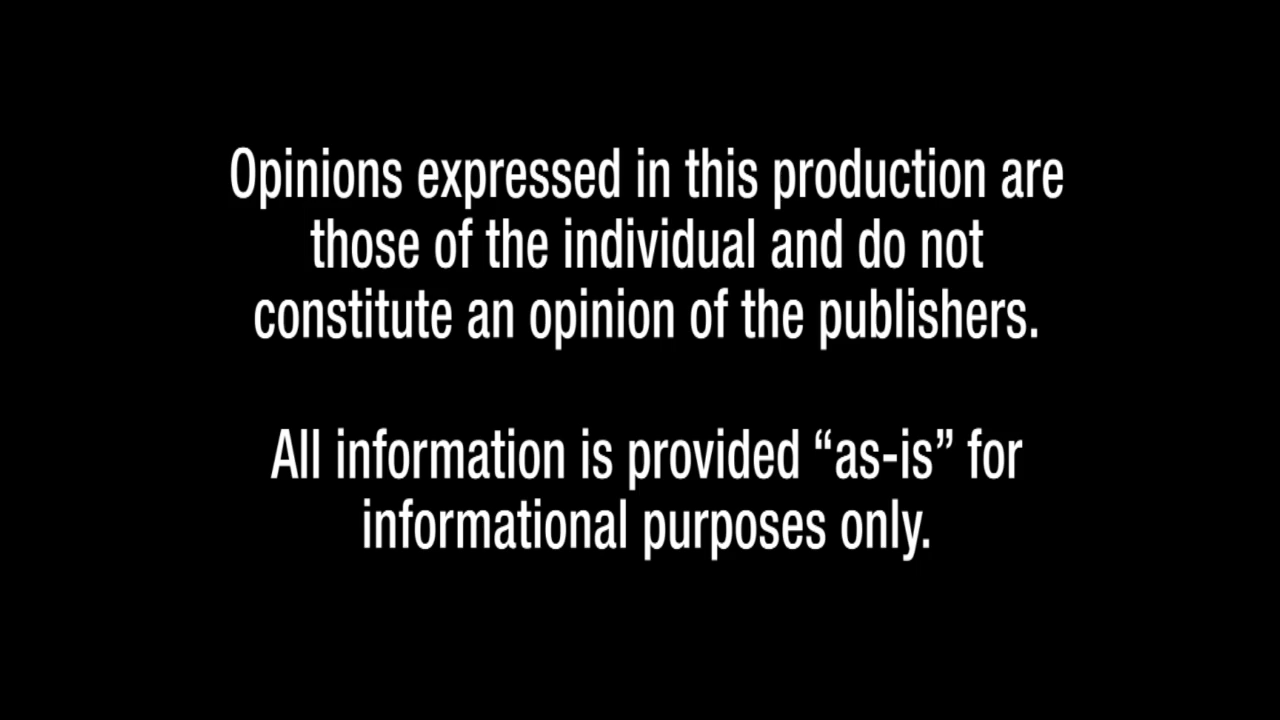 Opinions expressed in this production are
those of the individual and do not
constitute an opinion of the publishers.
All information is provided “as-is” for
informational purposes only.